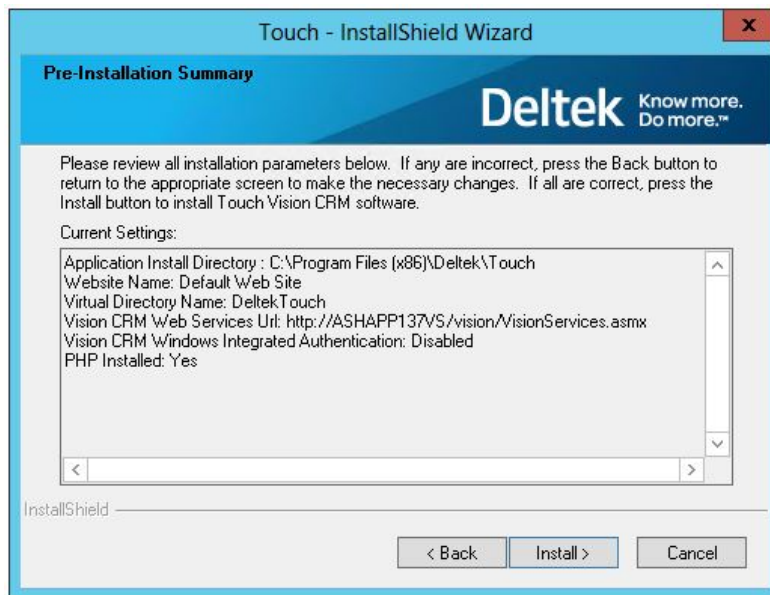 Touch - InstallShield Wizard
x
Pre-Installation Summary
Deltek Know more.
Do more.™
Please review all installation parameters below. If any are incorrect, press the Back button to
return to the appropriate screen to make the necessary changes. If all are correct, press the
Install button to install Touch Vision CRM software.
Current Settings:
Application Install Directory : C:\Program Files (x86)\Deltek\Touch
Website Name: Default Web Site
Virtual Directory Name: DeltekTouch
Vision CRM Web Services Url: http://ASHAPP137VS/vision/VisionServices.asmx
Vision CRM Windows Integrated Authentication: Disabled
PHP Installed: Yes
InstallShield
< Back Install > Cancel